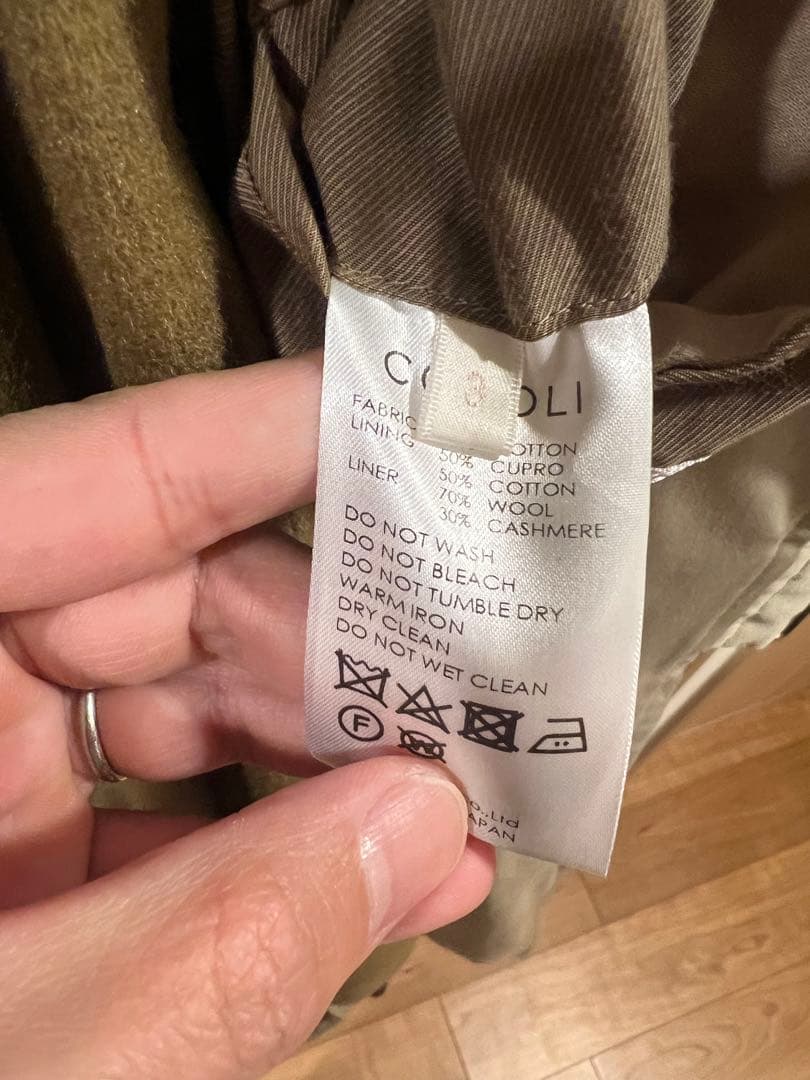 3
FABRIC
LINING 50% CUPRO
50% COTTON
LINER 70% WOOL
30% CASHMERE
DO NOT WASH
DO NOT BLEACH
DO NOT TUMBLE DRY
WARM IRON
DRY CLEAN
DO NOT WET CLEAN
F W